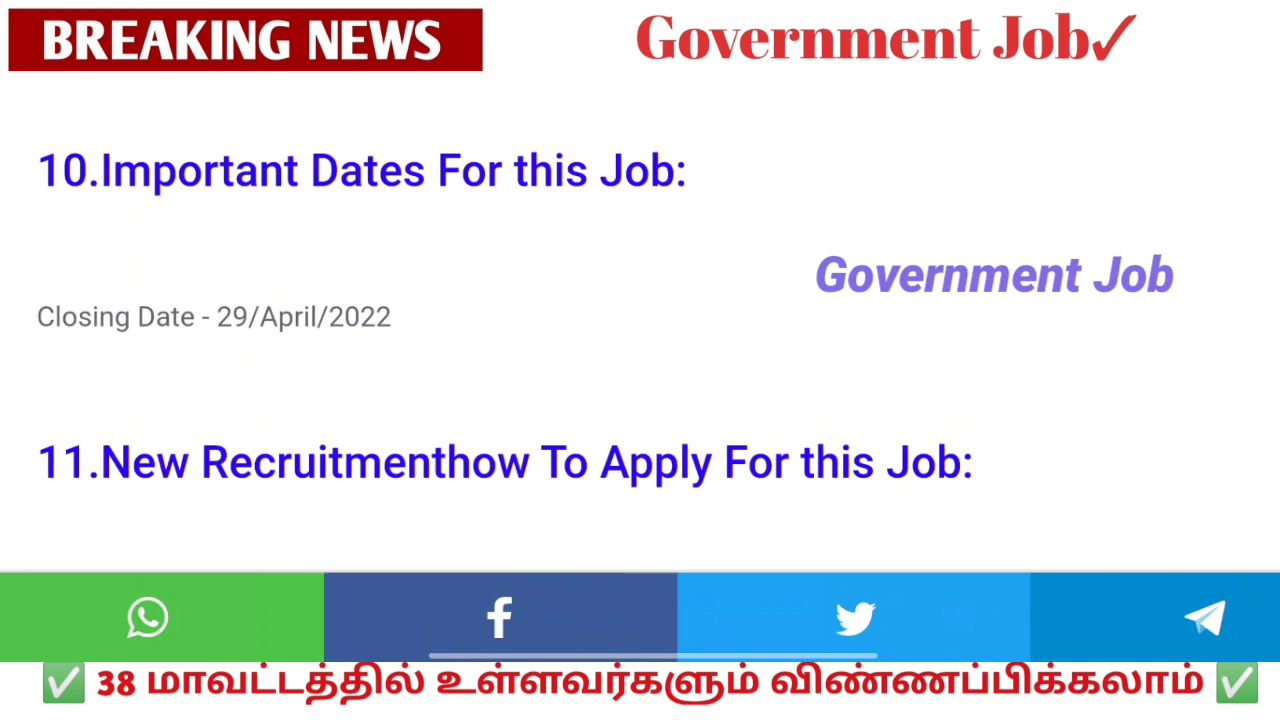 BREAKING NEWS
Government Job✓
10.Important Dates For this Job:
Government Job
Closing Date - 29/April/2022
11.New Recruitmenthow To Apply For this Job:
✅ 38 மாவட்டத்தில் உள்ளவர்களும் விண்ணப்பிக்கலாம் ✅